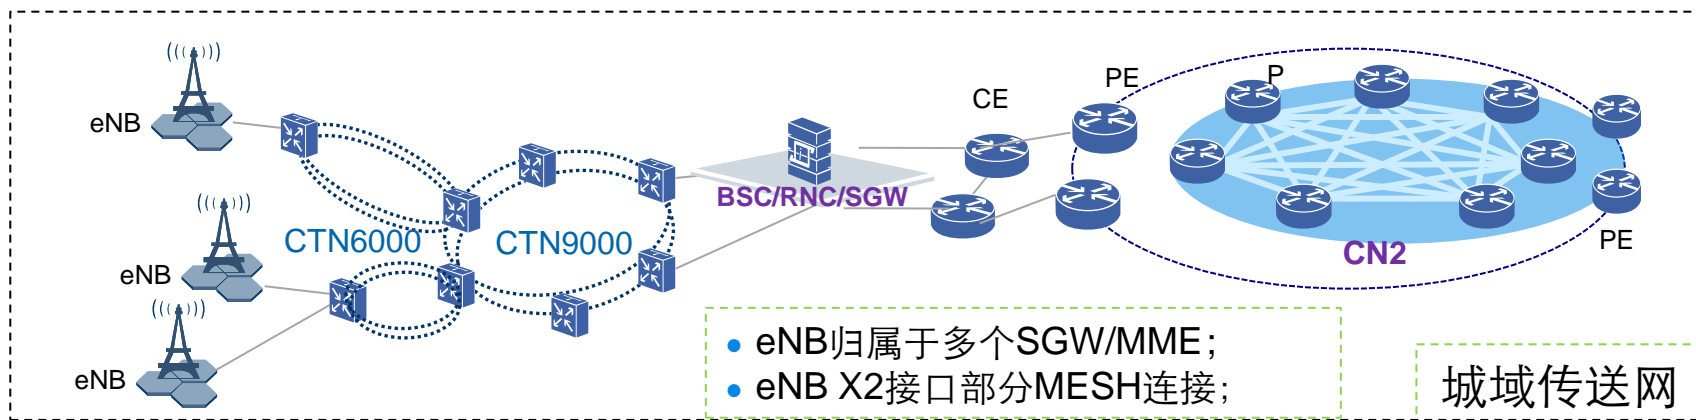 eNB
eNB
eNB
CTN6000
CTN9000
BSC/RNC/SGW
CE
PE
P
CN2
PE
eNB归属于多个SGW/MME；
eNB X2接口部分MESH连接；
城域传送网